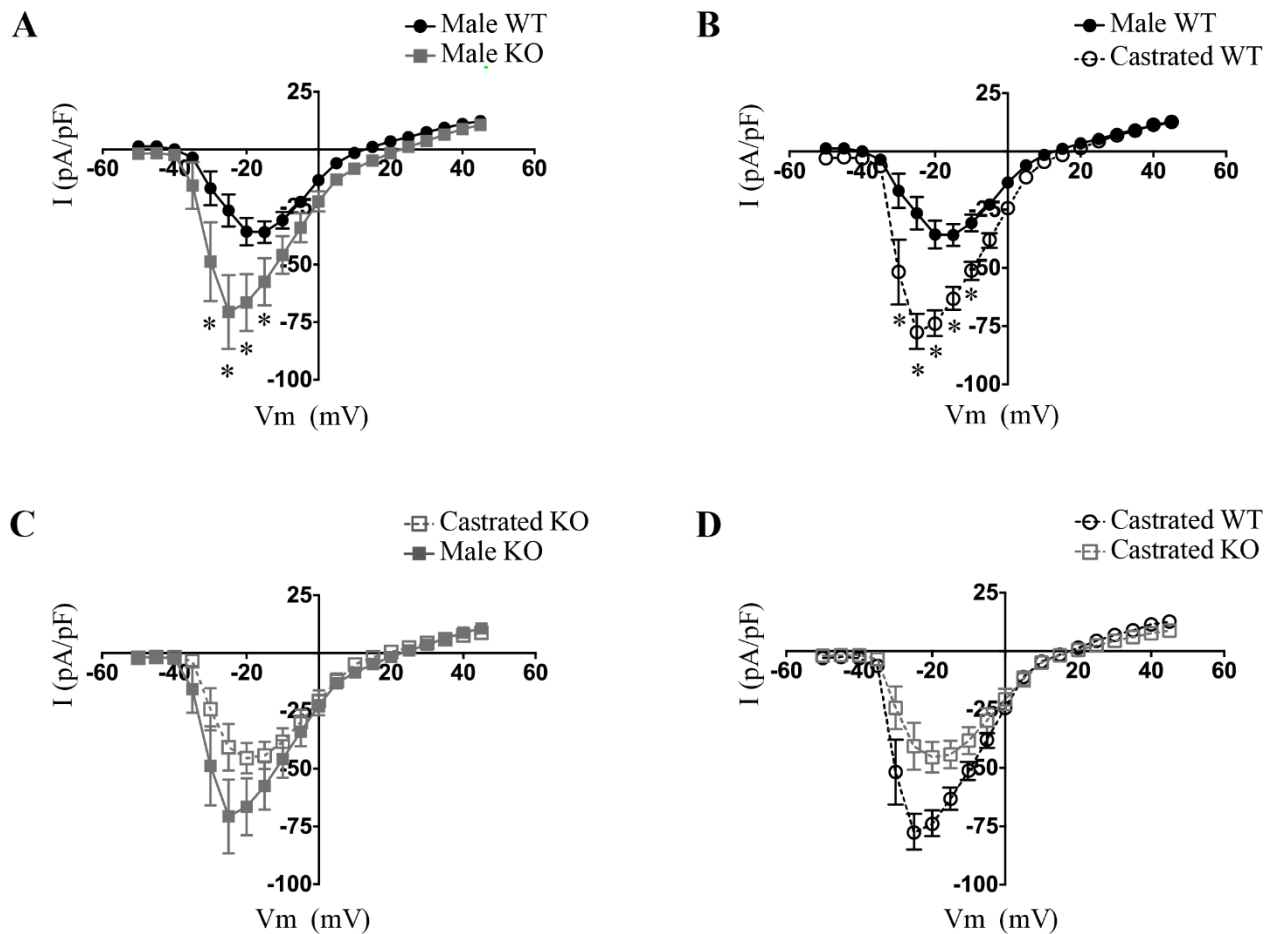 A
Male WT
Male KO
25
I (pA/pF)
-60 -40 -20 0 20 40 60
-25
-50
-75
* * * *
-100
Vm (mV)
B
Male WT
Castrated WT
25
I (pA/pF)
-60 -40 -20 0 20 40 60
-25
-50
-75
* * * * *
-100
Vm (mV)
C
Castrated KO
Male KO
25
I (pA/pF)
-60 -40 -20 0 20 40 60
-25
-50
-75
-100
Vm (mV)
D
Castrated WT
Castrated KO
25
I (pA/pF)
-60 -40 -20 0 20 40 60
-25
-50
-75
-100
Vm (mV)